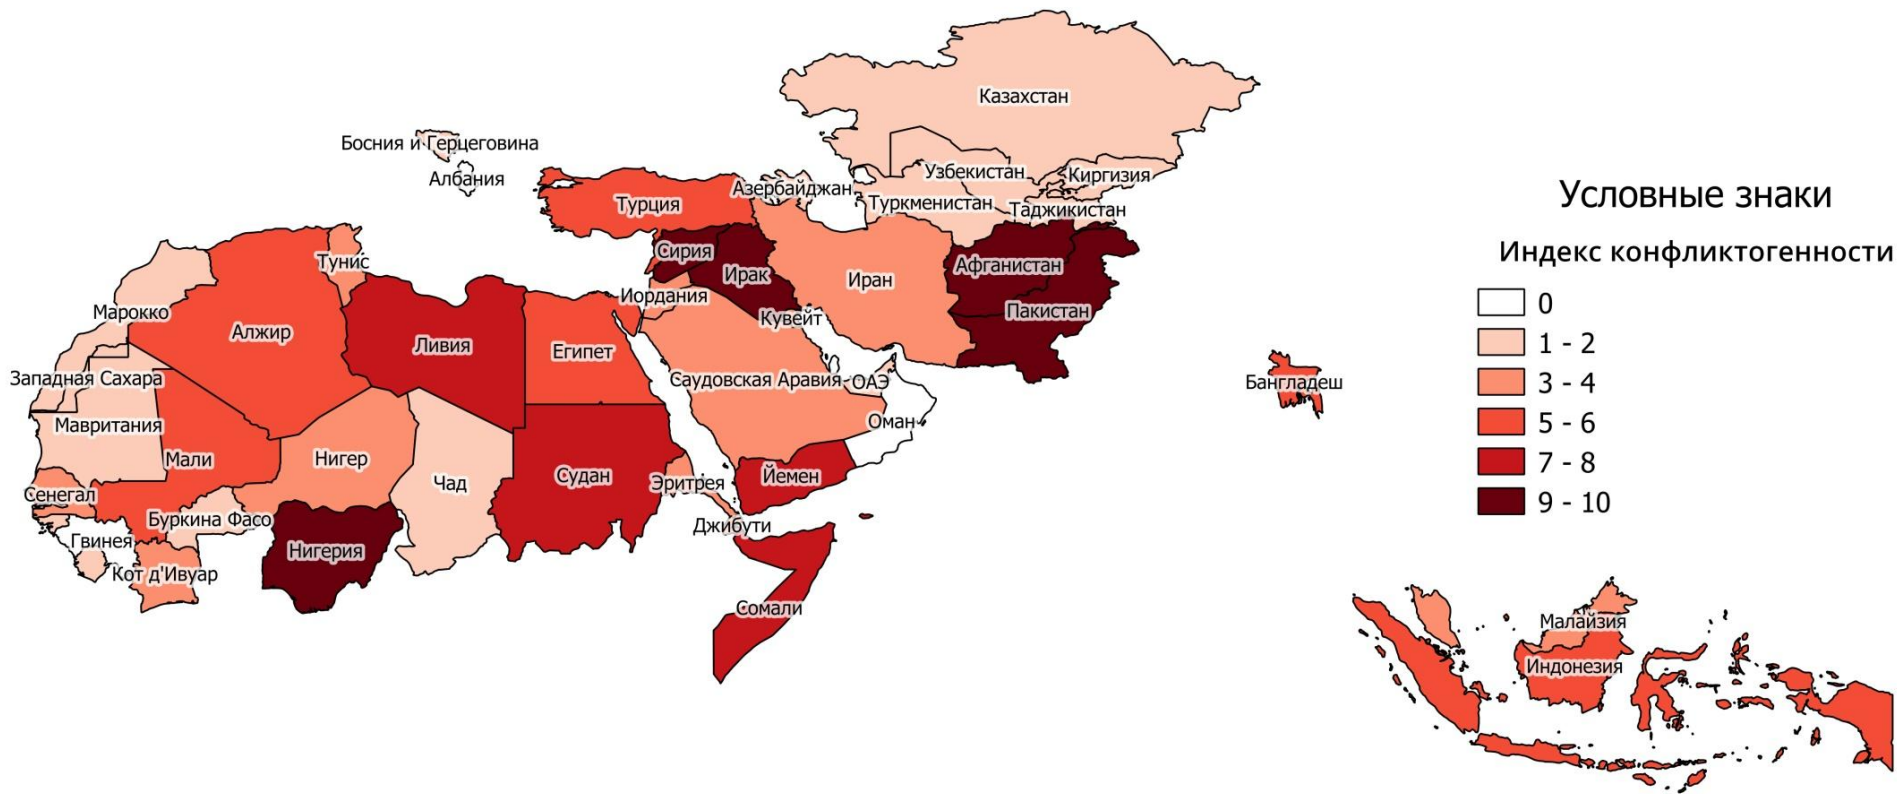 Казахстан
Босния и Герцеговина
Албания
Узбекистан
Киргизия
Азербайджан
Турция
Туркменистан
Таджикистан
Сирия
Тунис
Ирак
Иран
Афганистан
Иордания
Марокко
Кувейт
Пакистан
Алжир
Ливия
Египет
Западная Сахара
Саудовская Аравия
ОАЭ
Бангладеш
Мавритания
Оман
Мали
Нигер
Чад
Судан
Эритрея
Йемен
Сенегал
Буркина Фасо
Джибути
Гвинея
Нигерия
Кот д'Ивуар
Сомали
Малайзия
Индонезия
Условные знаки
Индекс конфликтогенности
0
1 - 2
3 - 4
5 - 6
7 - 8
9 - 10